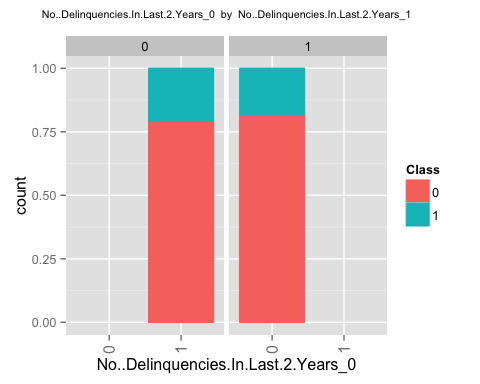 No..Delinquencies.In.Last.2.Years_0 by No..Delinquencies.In.Last.2.Years_1
0 1
1.00
0.75
0.50
0.25
0.00
count
0 1 0 1
No..Delinquencies.In.Last.2.Years_0
Class
0
1